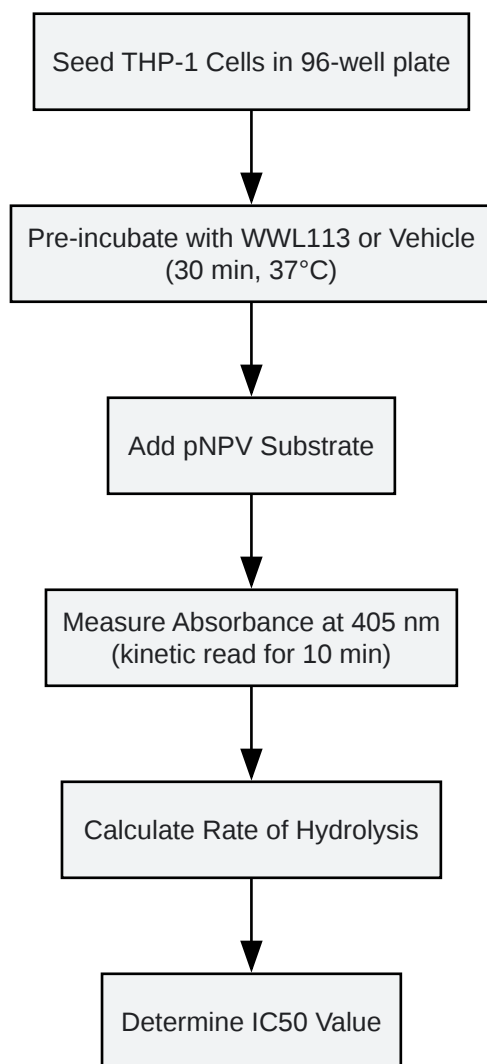 Seed THP-1 Cells in 96-well plate
Pre-incubate with WWL113 or Vehicle
(30 min, 37°C)
Add pNPV Substrate
Measure Absorbance at 405 nm
(kinetic read for 10 min)
Calculate Rate of Hydrolysis
Determine IC50 Value